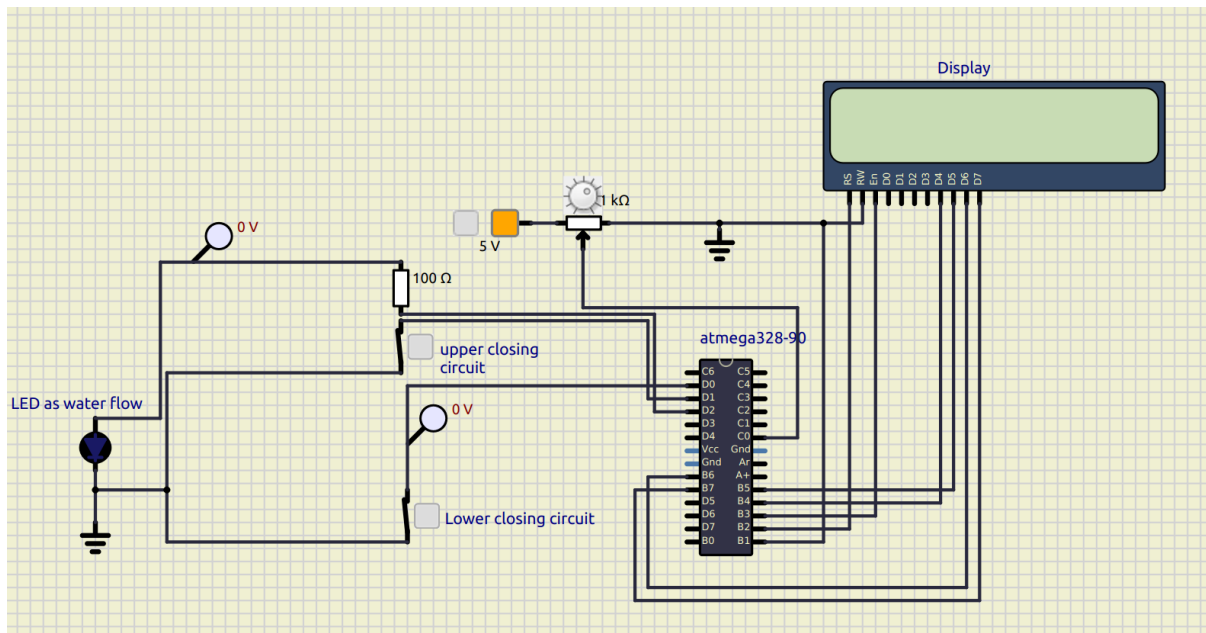 Display
RS RW En D0 D1 D2 D3 D4 D5 D6 D7
1 kΩ
5 V
0 V
100 Ω
upper closing
circuit
atmega328-90
LED as water flow
0 V
Lower closing circuit
C6 C5
D0 C4
D1 C3
D2 C2
D3 C1
D4 C0
Vcc Gnd
Gnd Ar
B6 A+
B7 B5
D5 B4
D6 B3
D7 B2
B0 B1